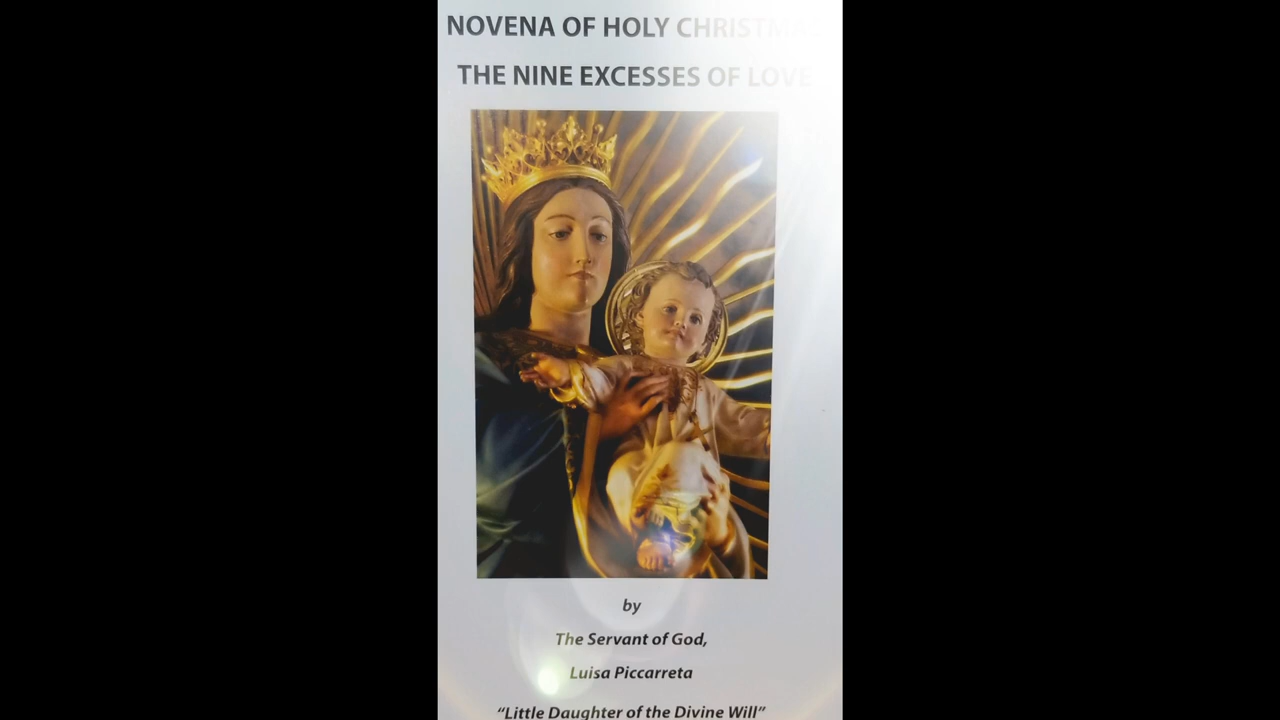 NOVENA OF HOLY CHRISTMAS
THE NINE EXCESSES OF LOVE
by
The Servant of God,
Luisa Piccarreta
“Little Daughter of the Divine Will”